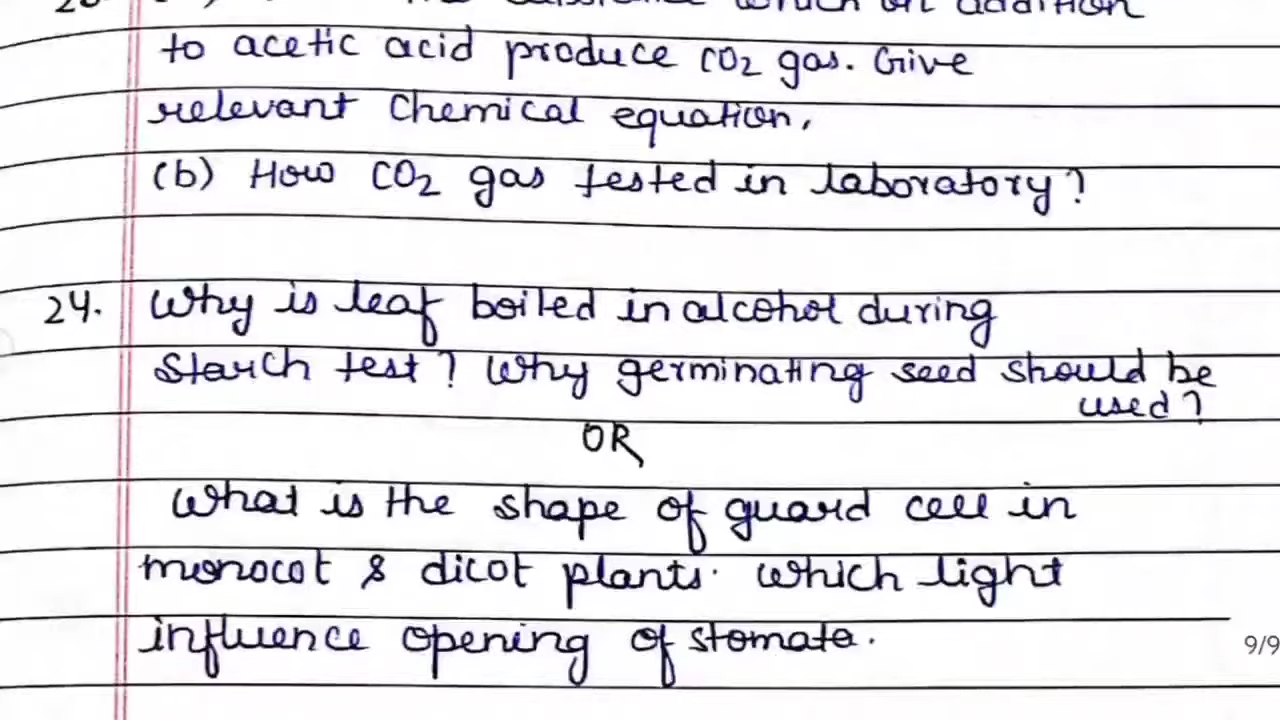 to acetic acid produce CO2 gas. Give
relevant Chemical equation.
(b) How CO2 gas tested in laboratory?
24. Why is leaf boiled in alcohol during
Starch test? Why germinating seed should be
used?
OR
What is the shape of guard cell in
monocot & dicot plants. Which light
influence opening of stomata.
9/9